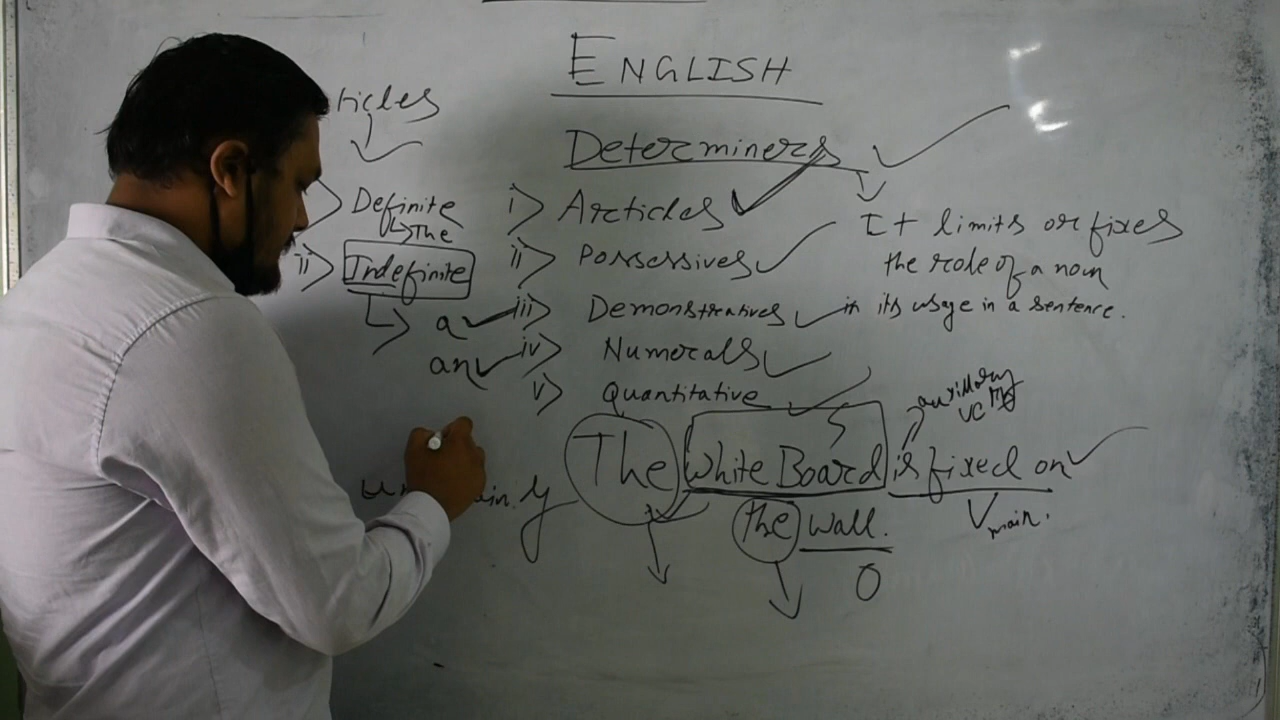 ENGLISH
Determiners
It limits or fixes
the role of a noun
in its usage in a sentence.
i> Articles
ii> Possessives
iii> Demonstratives
iv> Numerals
v> Quantitative
ticles
> Definite
The
ii> Indefinite
a
an
The White Board is fixed on
the wall.
auxillary
V main.
S
O